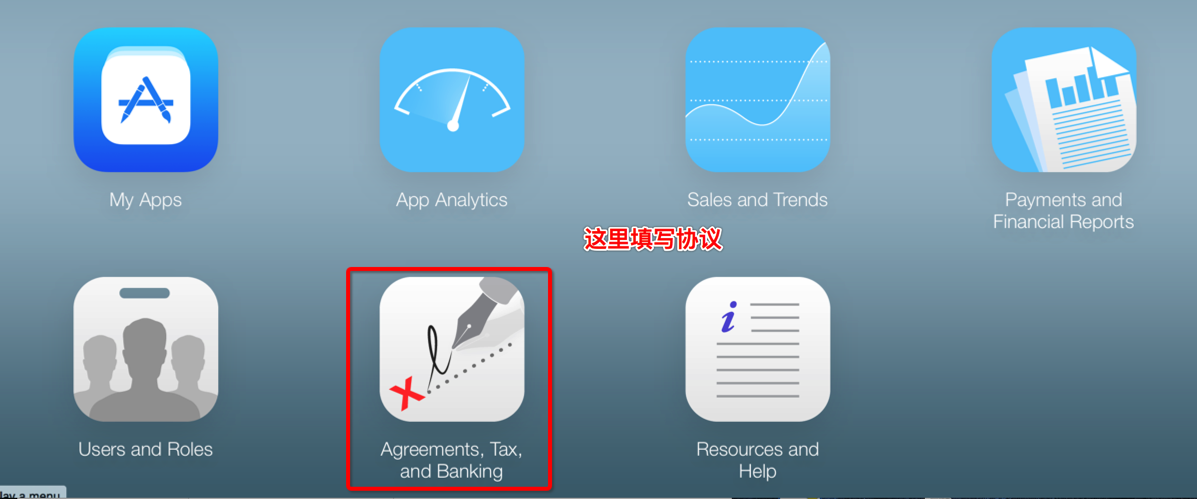 My Apps
App Analytics
Sales and Trends
Payments and
Financial Reports
这里填写协议
Users and Roles
Agreements, Tax,
and Banking
Resources and
Help
lay a menu